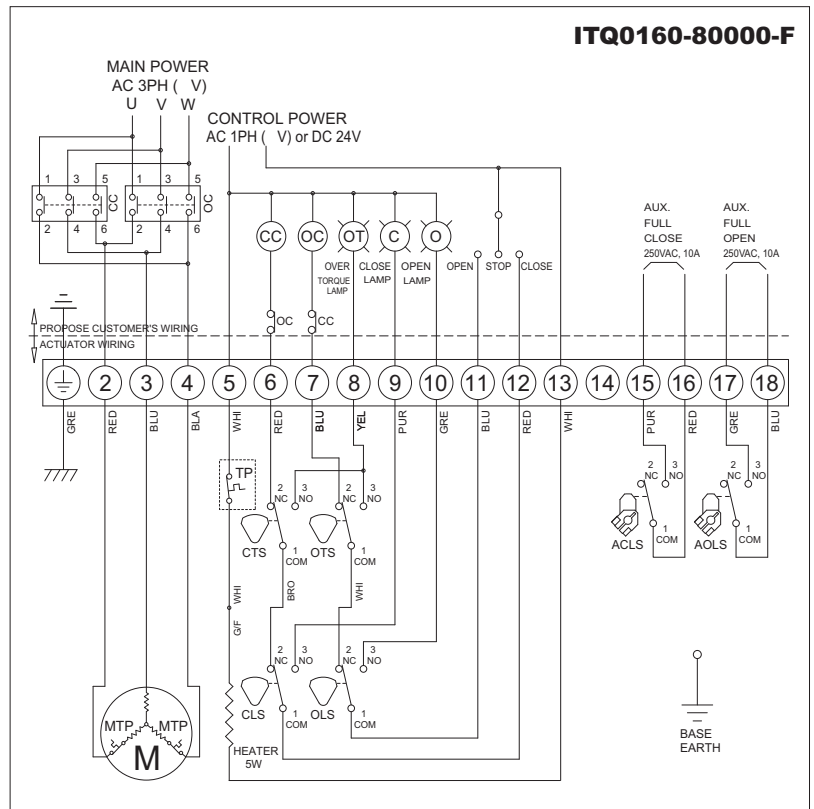 ITQ0160-80000-F
MAIN POWER
AC 3PH ( V)
U V W
CONTROL POWER
AC 1PH ( V) or DC 24V
1 3 5 CC 1 3 5 OC
2 4 6 2 4 6
CC OC OT C O
OVER TORQUE LAMP
CLOSE LAMP
OPEN LAMP
OPEN STOP CLOSE
AUX. FULL CLOSE 250VAC, 10A
AUX. FULL OPEN 250VAC, 10A
OC CC
PROPOSE CUSTOMER'S WIRING
ACTUATOR WIRING
2 3 4 5 6 7 8 9 10 11 12 13 14 15 16 17 18
GRE RED BLU BLA WHI RED BLU YEL PUR GRE BLU RED WHI PUR RED GRE BLU
TP
2 NC 3 NO 1 COM CTS
2 NC 3 NO 1 COM OTS
2 NC 3 NO 1 COM ACLS
2 NC 3 NO 1 COM AOLS
WHI BRO WHI
G/F
2 NC 3 NO 1 COM CLS
2 NC 3 NO 1 COM OLS
MTP MTP
M
HEATER
5W
BASE
EARTH